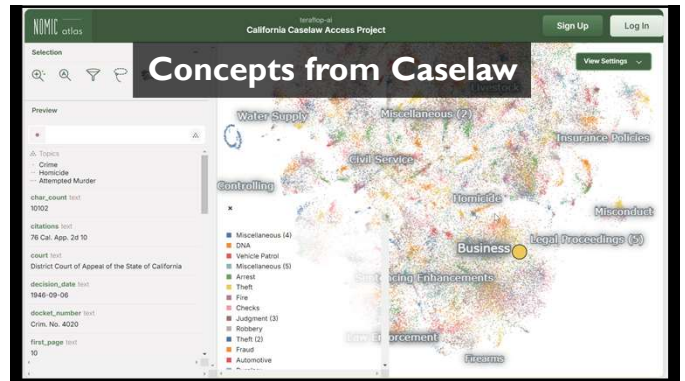 NOMIC atlas
teraflop-ai
California Caselaw Access Project
Sign Up
Log In
Selection
Concepts from Caselaw
View Settings
Livestock
Preview
Water Supply
Miscellaneous (2)
Insurance Policies
Topics
Crime
Homicide
Attempted Murder
Civil Service
Controlling
Homicide
Misconduct
char_count text
10102
citations text
76 Cal. App. 2d 10
court text
District Court of Appeal of the State of California
decision_date text
1946-09-06
docket_number text
Crim. No. 4020
first_page text
10
×
Miscellaneous (4)
DNA
Vehicle Patrol
Miscellaneous (5)
Arrest
Theft
Fire
Checks
Judgment (3)
Robbery
Theft (2)
Fraud
Automotive
Business
Legal Proceedings (5)
Sentencing Enhancements
Law Enforcement
Firearms